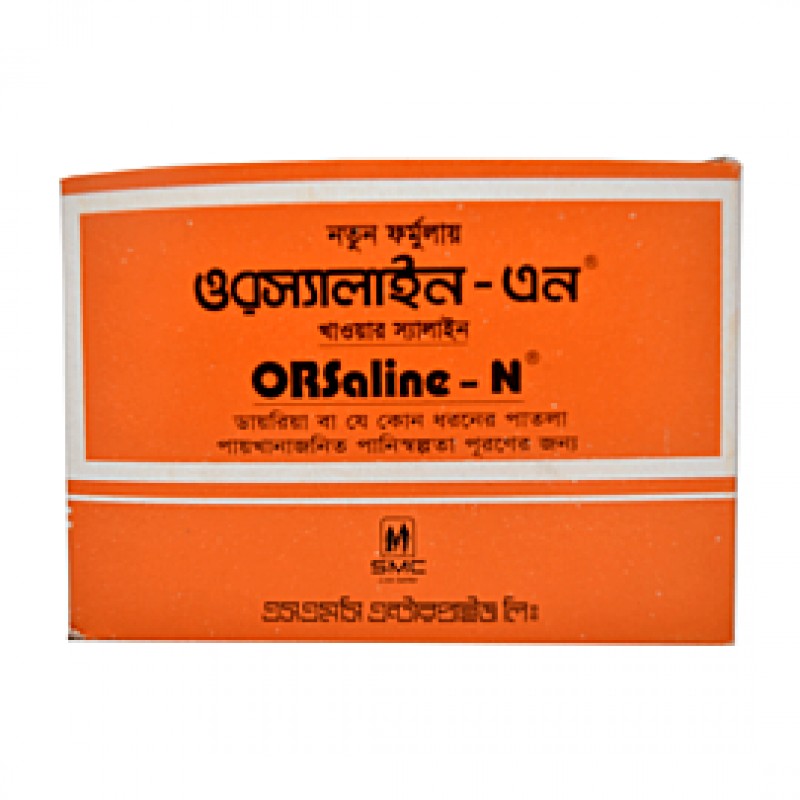 নতুন ফর্মুলায়
ওরস্যালাইন - এন®
খাওয়ার স্যালাইন
ORSaline - N®
ডায়রিয়া বা যে কোন ধরনের পাতলা
পায়খানাজনিত পানিস্বল্পতা পূরণের জন্য
SMC
এসএমসি এন্টারপ্রাইজ লিঃ